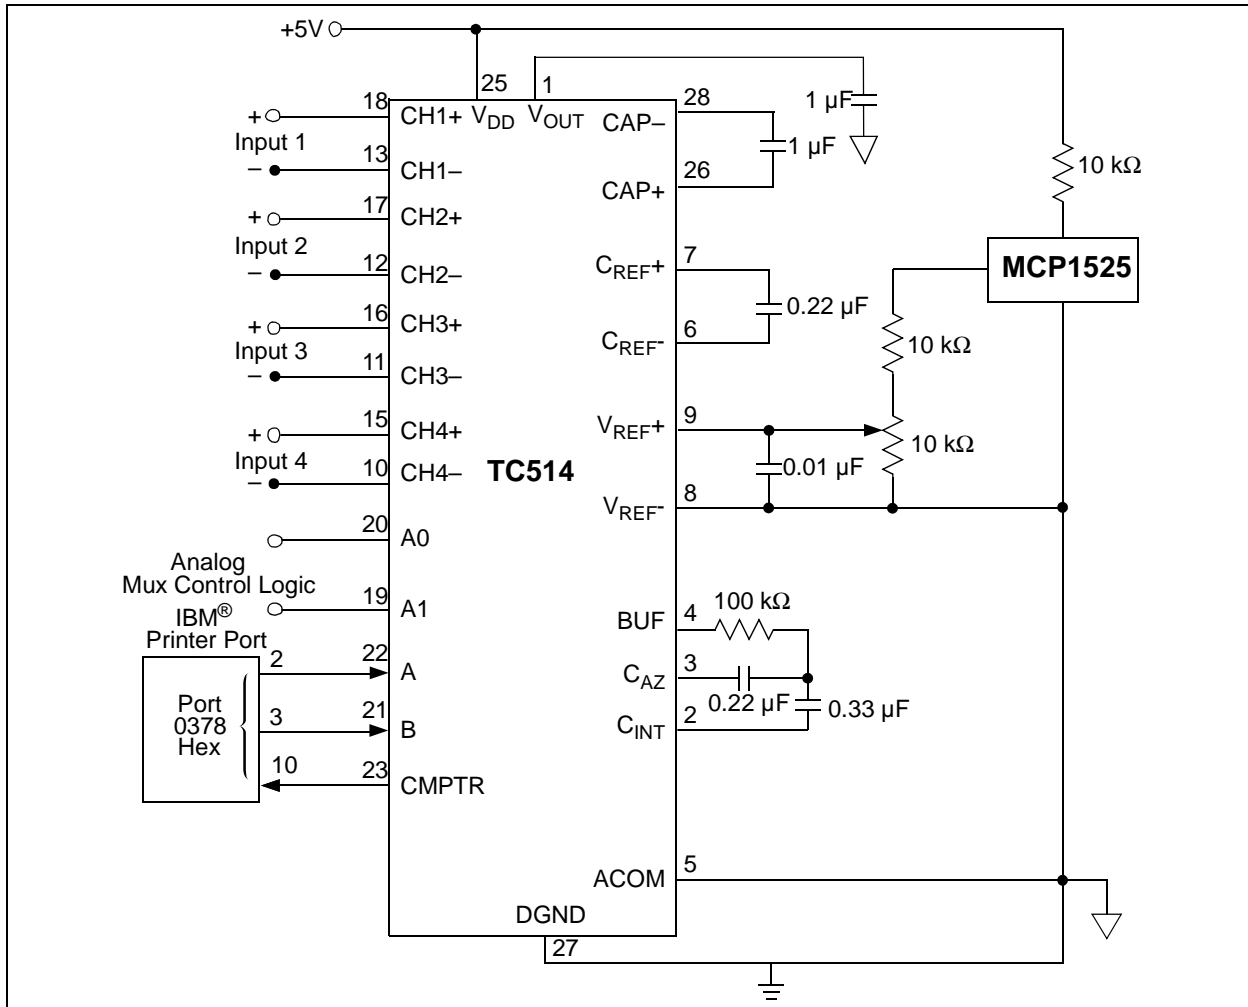 +5V
25
1
V_DD
V_OUT
1 µF
28
CAP–
1 µF
26
CAP+
10 kΩ
MCP1525
18
+
CH1+
Input 1
13
–
CH1–
17
+
CH2+
Input 2
12
–
CH2–
16
+
CH3+
Input 3
11
–
CH3–
15
+
CH4+
Input 4
10
–
CH4–
TC514
7
C_REF+
0.22 µF
6
C_REF-
10 kΩ
9
V_REF+
10 kΩ
0.01 µF
8
V_REF-
20
A0
Analog
Mux Control Logic
19
A1
IBM®
Printer Port
Port
0378
Hex
2
22
A
3
21
B
10
23
CMPTR
100 kΩ
4
BUF
3
C_AZ
0.22 µF
0.33 µF
2
C_INT
5
ACOM
DGND
27